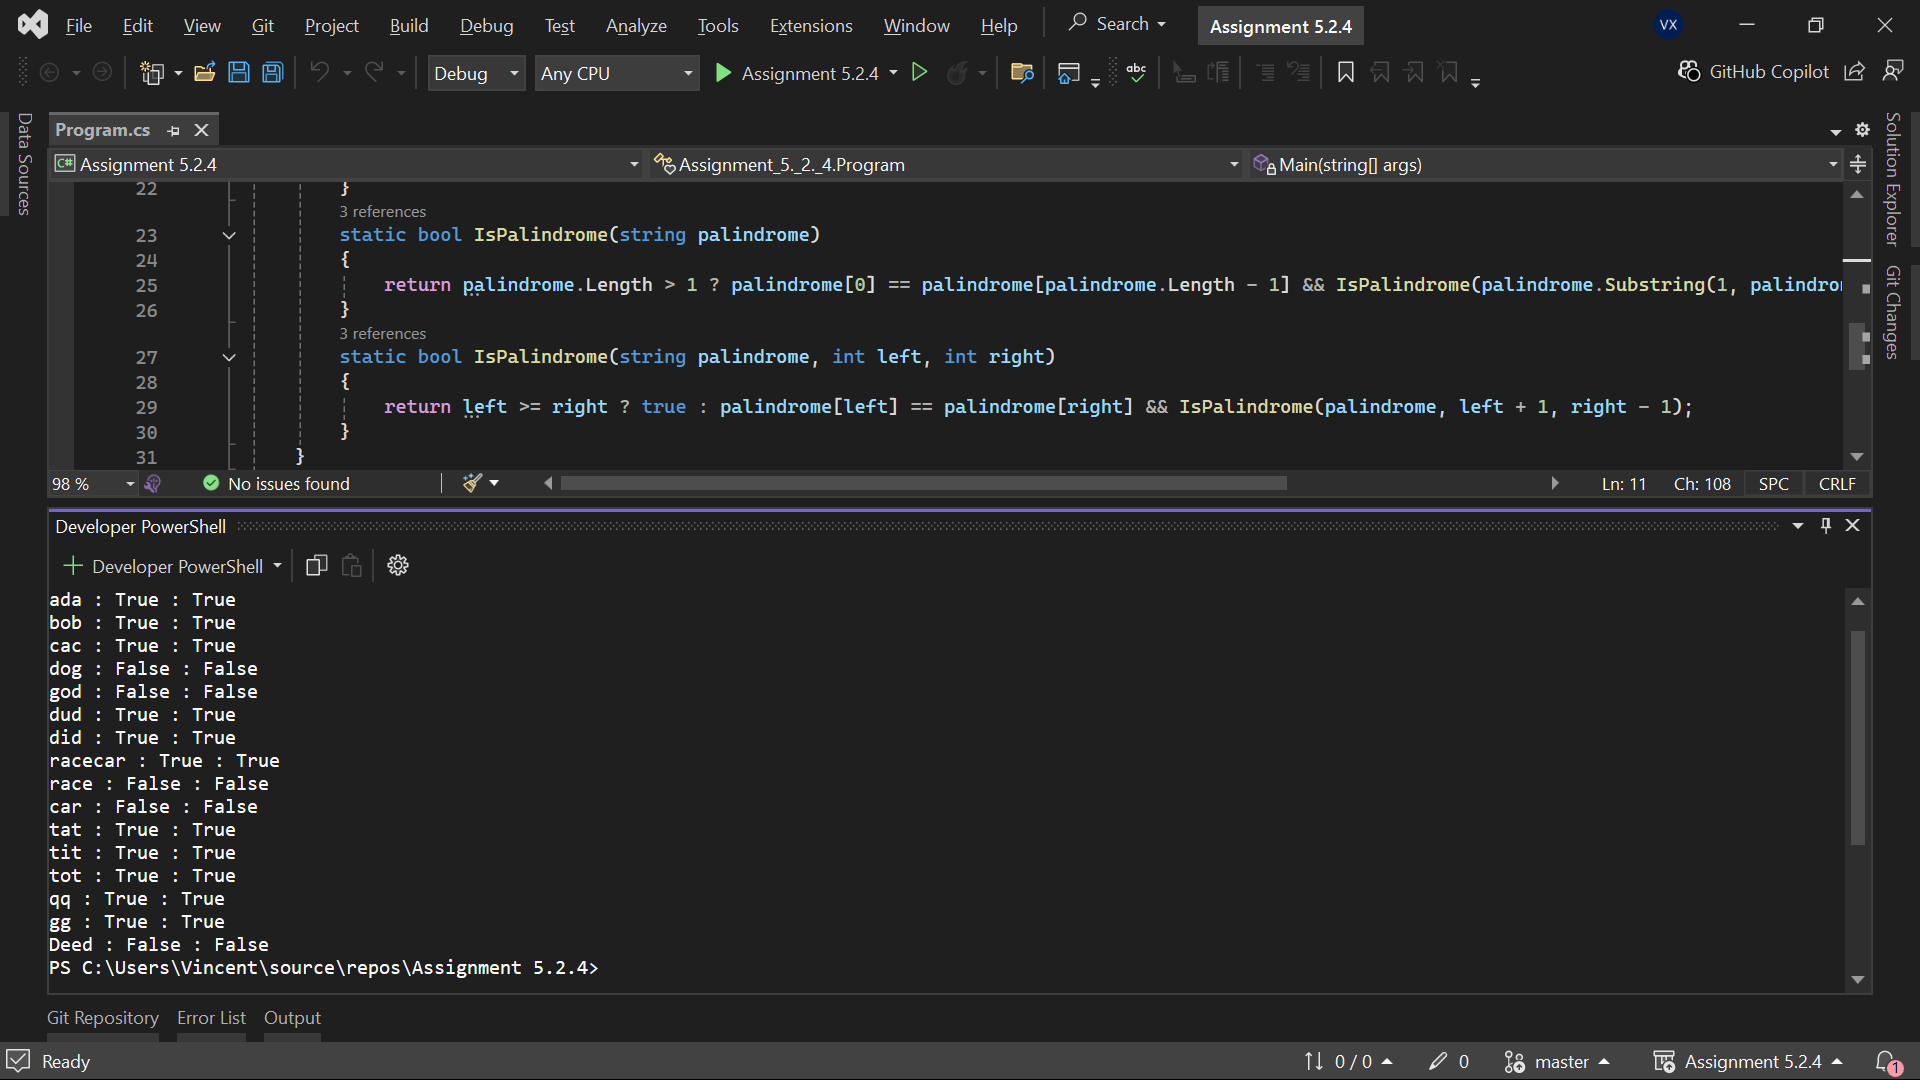 File Edit View Git Project Build Debug Test Analyze Tools Extensions Window Help Search Assignment 5.2.4 VX
Debug Any CPU Assignment 5.2.4 abc GitHub Copilot
Data Sources
Program.cs
Solution Explorer
Git Changes
C# Assignment 5.2.4 Assignment_5._2._4.Program Main(string[] args)
22 }
3 references
23 static bool IsPalindrome(string palindrome)
24 {
25 return palindrome.Length > 1 ? palindrome[0] == palindrome[palindrome.Length - 1] && IsPalindrome(palindrome.Substring(1, palindro
26 }
3 references
27 static bool IsPalindrome(string palindrome, int left, int right)
28 {
29 return left >= right ? true : palindrome[left] == palindrome[right] && IsPalindrome(palindrome, left + 1, right - 1);
30 }
31 }
98 % No issues found Ln: 11 Ch: 108 SPC CRLF
Developer PowerShell
Developer PowerShell
ada : True : True
bob : True : True
cac : True : True
dog : False : False
god : False : False
dud : True : True
did : True : True
racecar : True : True
race : False : False
car : False : False
tat : True : True
tit : True : True
tot : True : True
qq : True : True
gg : True : True
Deed : False : False
PS C:\Users\Vincent\source\repos\Assignment 5.2.4>
Git Repository Error List Output
Ready 0 / 0 0 master Assignment 5.2.4 1